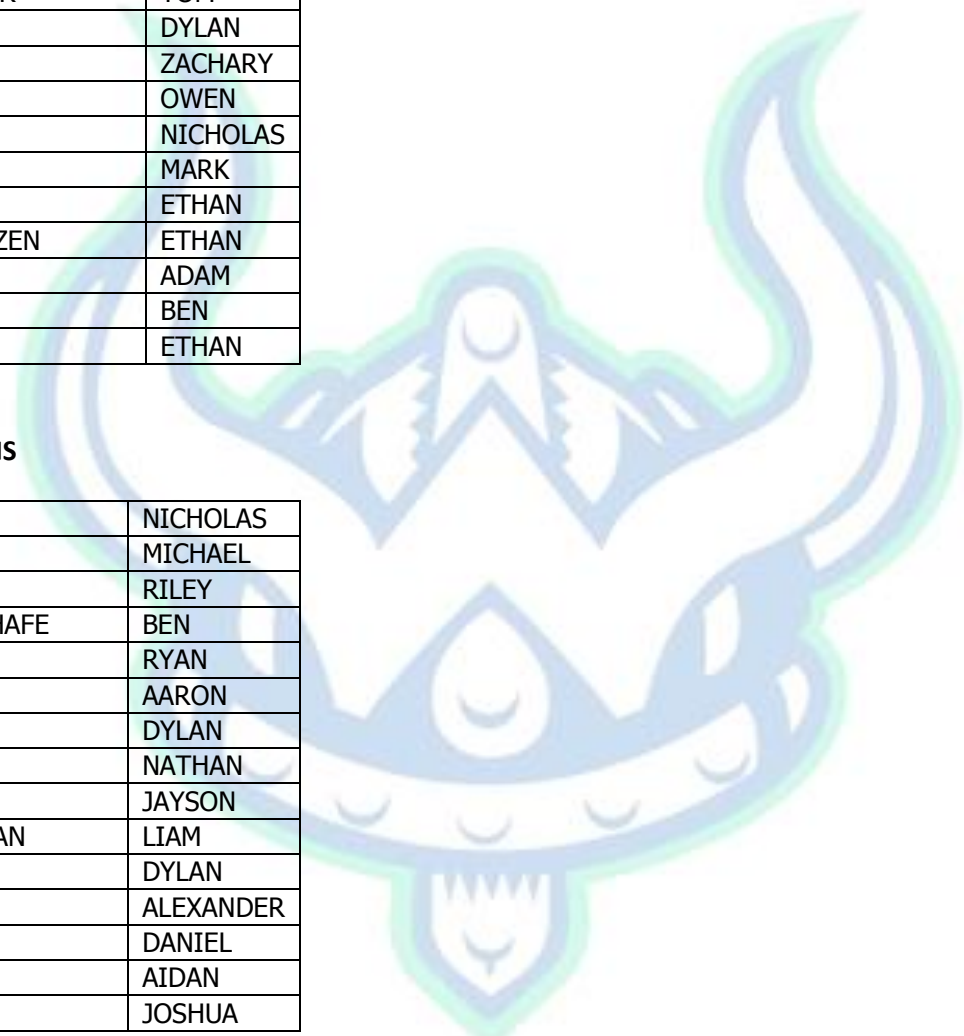 DYLAN
ZACHARY
OWEN
NICHOLAS
MARK
ETHAN
ZEN ETHAN
ADAM
BEN
ETHAN
NICHOLAS
MICHAEL
RILEY
HAFE BEN
RYAN
AARON
DYLAN
NATHAN
JAYSON
AN LIAM
DYLAN
ALEXANDER
DANIEL
AIDAN
JOSHUA